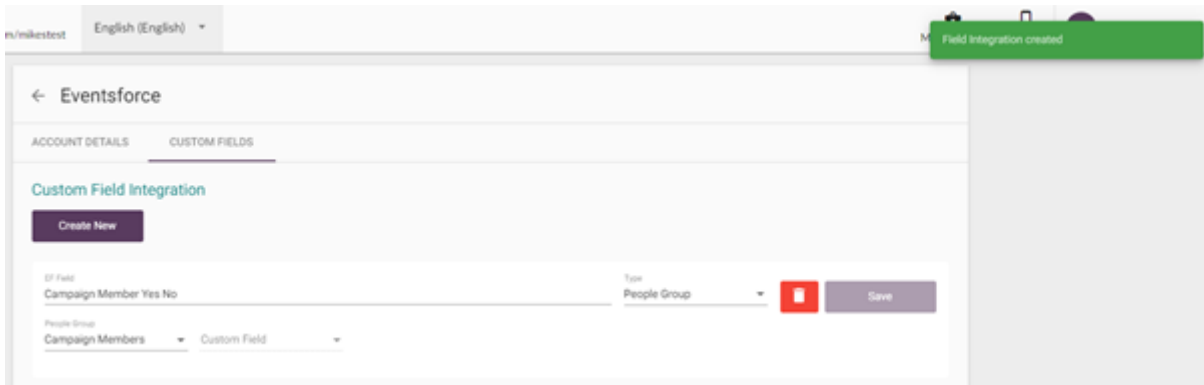 English (English)
/mikestest
Field Integration created
Eventsforce
ACCOUNT DETAILS CUSTOM FIELDS
Custom Field Integration
Create New
EF Field Type
Campaign Member Yes No People Group Save
People Group
Campaign Members Custom Field